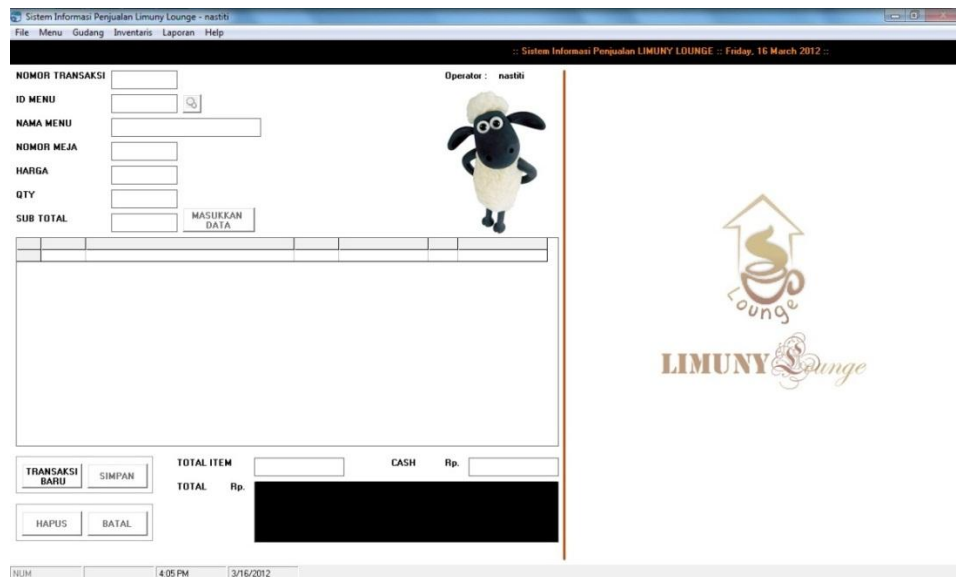 Sistem Informasi Penjualan Limuny Lounge - nastiti
File Menu Gudang Inventaris Laporan Help
:: Sistem Informasi Penjualan LIMUNY LOUNGE :: Friday, 16 March 2012 ::
NOMOR TRANSAKSI
Operator : nastiti
ID MENU
NAMA MENU
NOMOR MEJA
HARGA
QTY
SUB TOTAL
MASUKKAN
DATA
Lounge
LIMUNY Lounge
TRANSAKSI
BARU
SIMPAN
TOTAL ITEM
CASH Rp.
TOTAL Rp.
HAPUS
BATAL
NUM
4:05 PM
3/16/2012